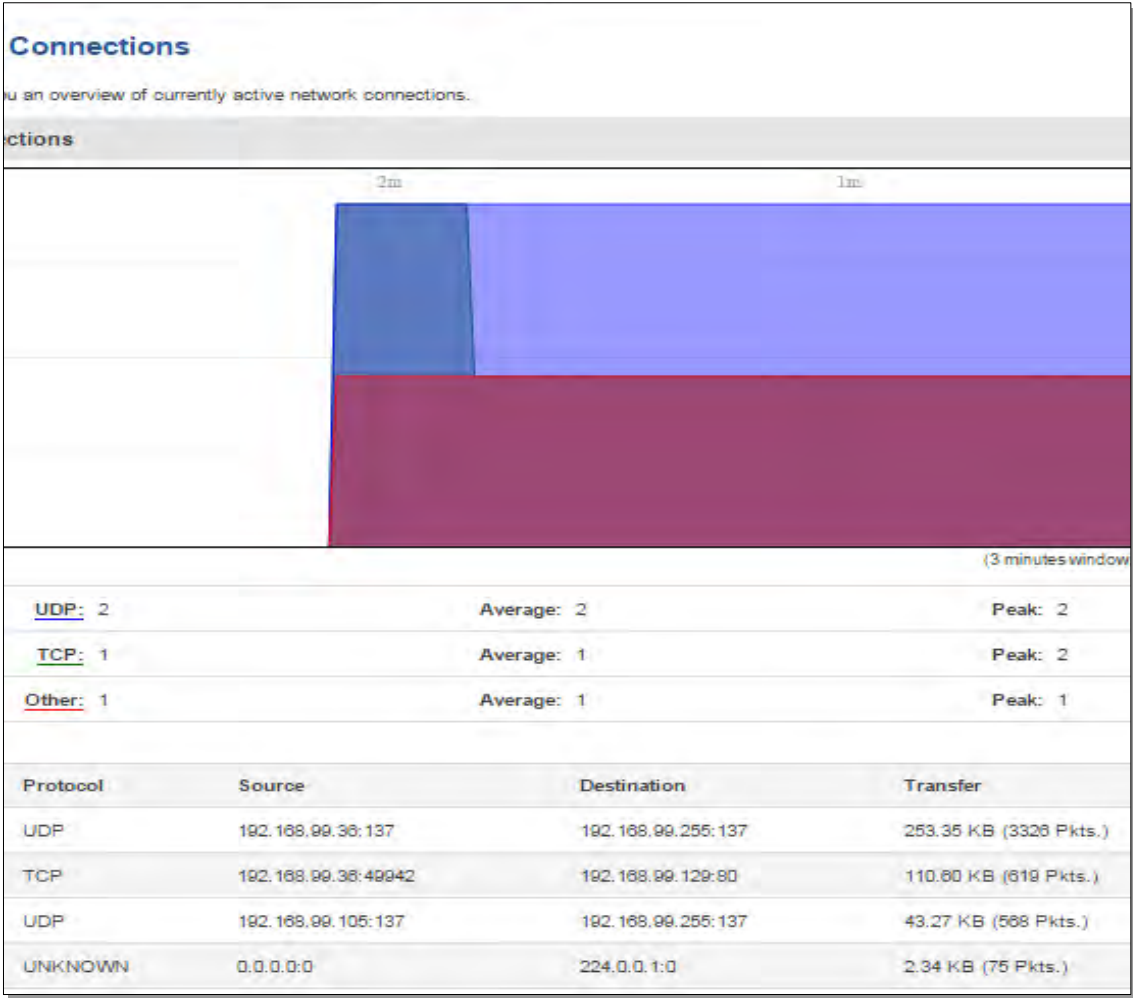 Connections
u an overview of currently active network connections.
ctions
2m 1m
(3 minutes window
UDP: 2 Average: 2 Peak: 2
TCP: 1 Average: 1 Peak: 2
Other: 1 Average: 1 Peak: 1
Protocol Source Destination Transfer
UDP 192.168.99.36:137 192.168.99.255:137 253.35 KB (3326 Pkts.)
TCP 192.168.99.36:49942 192.168.99.129:80 110.60 KB (619 Pkts.)
UDP 192.168.99.105:137 192.168.99.255:137 43.27 KB (568 Pkts.)
UNKNOWN 0.0.0.0:0 224.0.0.1:0 2.34 KB (75 Pkts.)